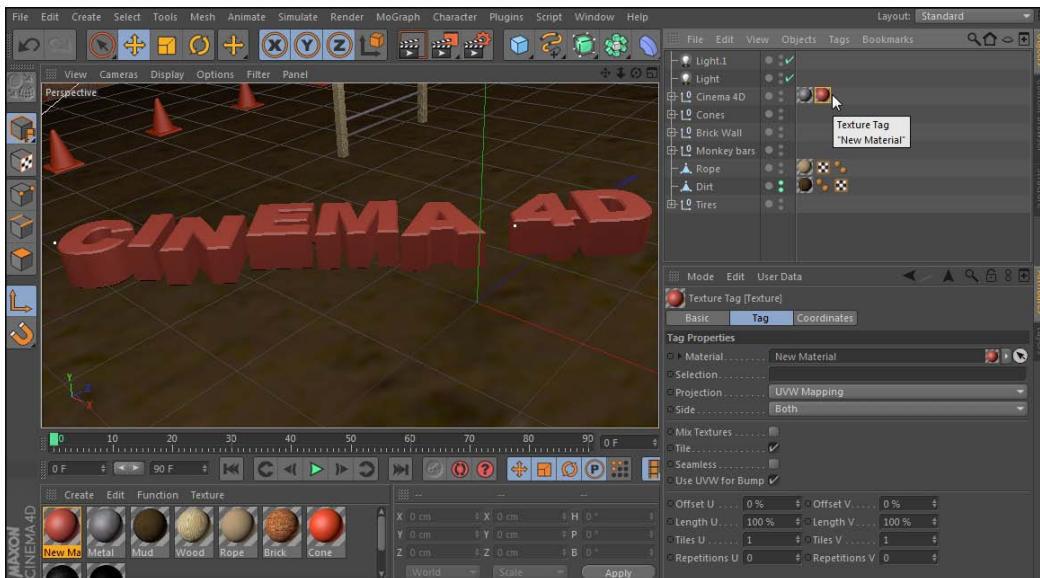 File Edit Create Select Tools Mesh Animate Simulate Render MoGraph Character Plugins Script Window Help Layout: Standard
X Y Z
File Edit View Objects Tags Bookmarks
View Cameras Display Options Filter Panel
Perspective
CINEMA 4D
Y
Z
X
Light.1
Light
Cinema 4D
Cones
Brick Wall
Monkey bars
Rope
Dirt
Tires
Texture Tag
"New Material"
Mode Edit User Data
Texture Tag [Texture]
Basic Tag Coordinates
Tag Properties
Material........ New Material
Selection.........
Projection....... UVW Mapping
Side............. Both
Mix Textures......
Tile...............
Seamless......
Use UVW for Bump
Offset U.... 0 % Offset V.... 0 %
Length U.... 100 % Length V.... 100 %
Tiles U...... 1 Tiles V...... 1
Repetitions U 0 Repetitions V 0
0 10 20 30 40 50 60 70 80 90 0 F
0 F 90 F
P
Create Edit Function Texture
New Ma Metal Mud Wood Rope Brick Cone
-- -- --
X 0 cm X 0 cm H 0°
Y 0 cm Y 0 cm P 0°
Z 0 cm Z 0 cm B 0°
World Scale Apply
MAXON
CINEMA 4D